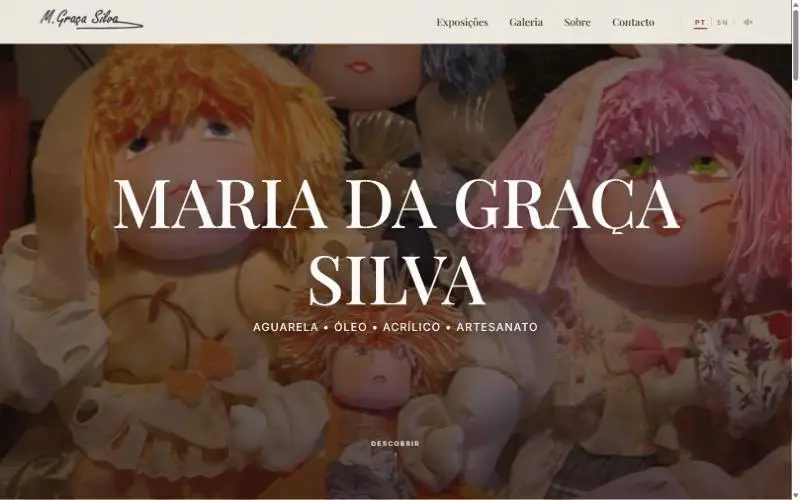 M. Graça Silva
Exposições Galeria Sobre Contacto PT EN
MARIA DA GRAÇA
SILVA
AGUARELA • ÓLEO • ACRÍLICO • ARTESANATO
DESCOBRIR